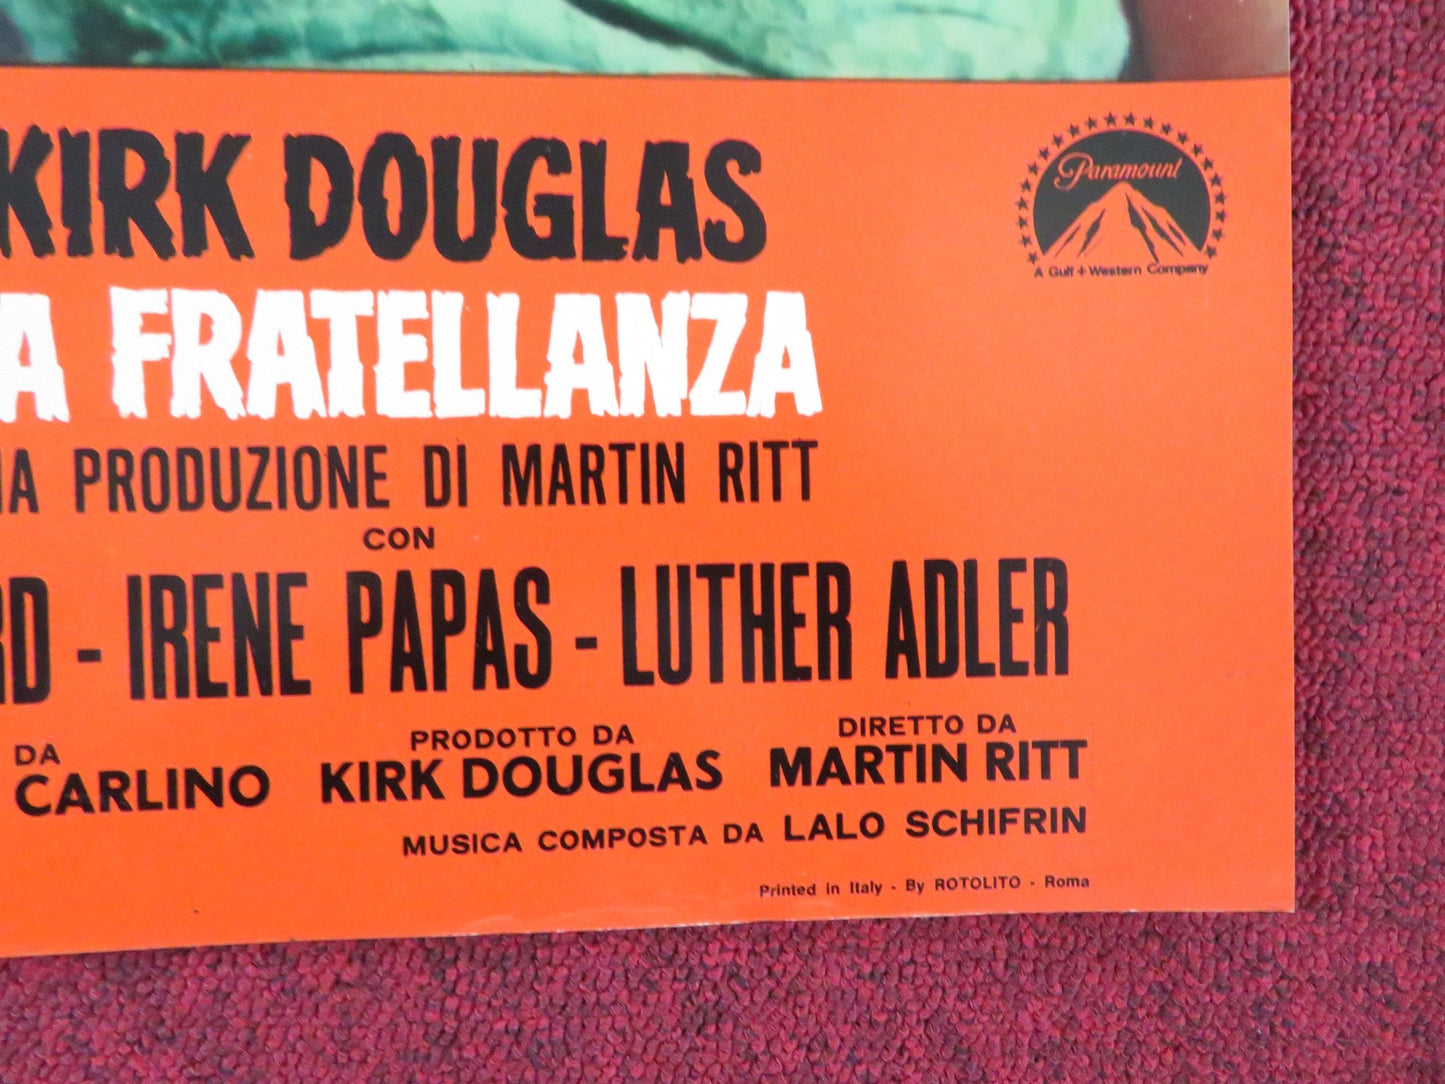 KIRK DOUGLAS
Paramount
A Gulf + Western Company
A FRATELLANZA
A PRODUZIONE DI MARTIN RITT
CON
RD - IRENE PAPAS - LUTHER ADLER
DA
CARLINO
PRODOTTO DA
KIRK DOUGLAS
DIRETTO DA
MARTIN RITT
MUSICA COMPOSTA DA LALO SCHIFRIN
Printed in Italy - By ROTOLITO - Roma